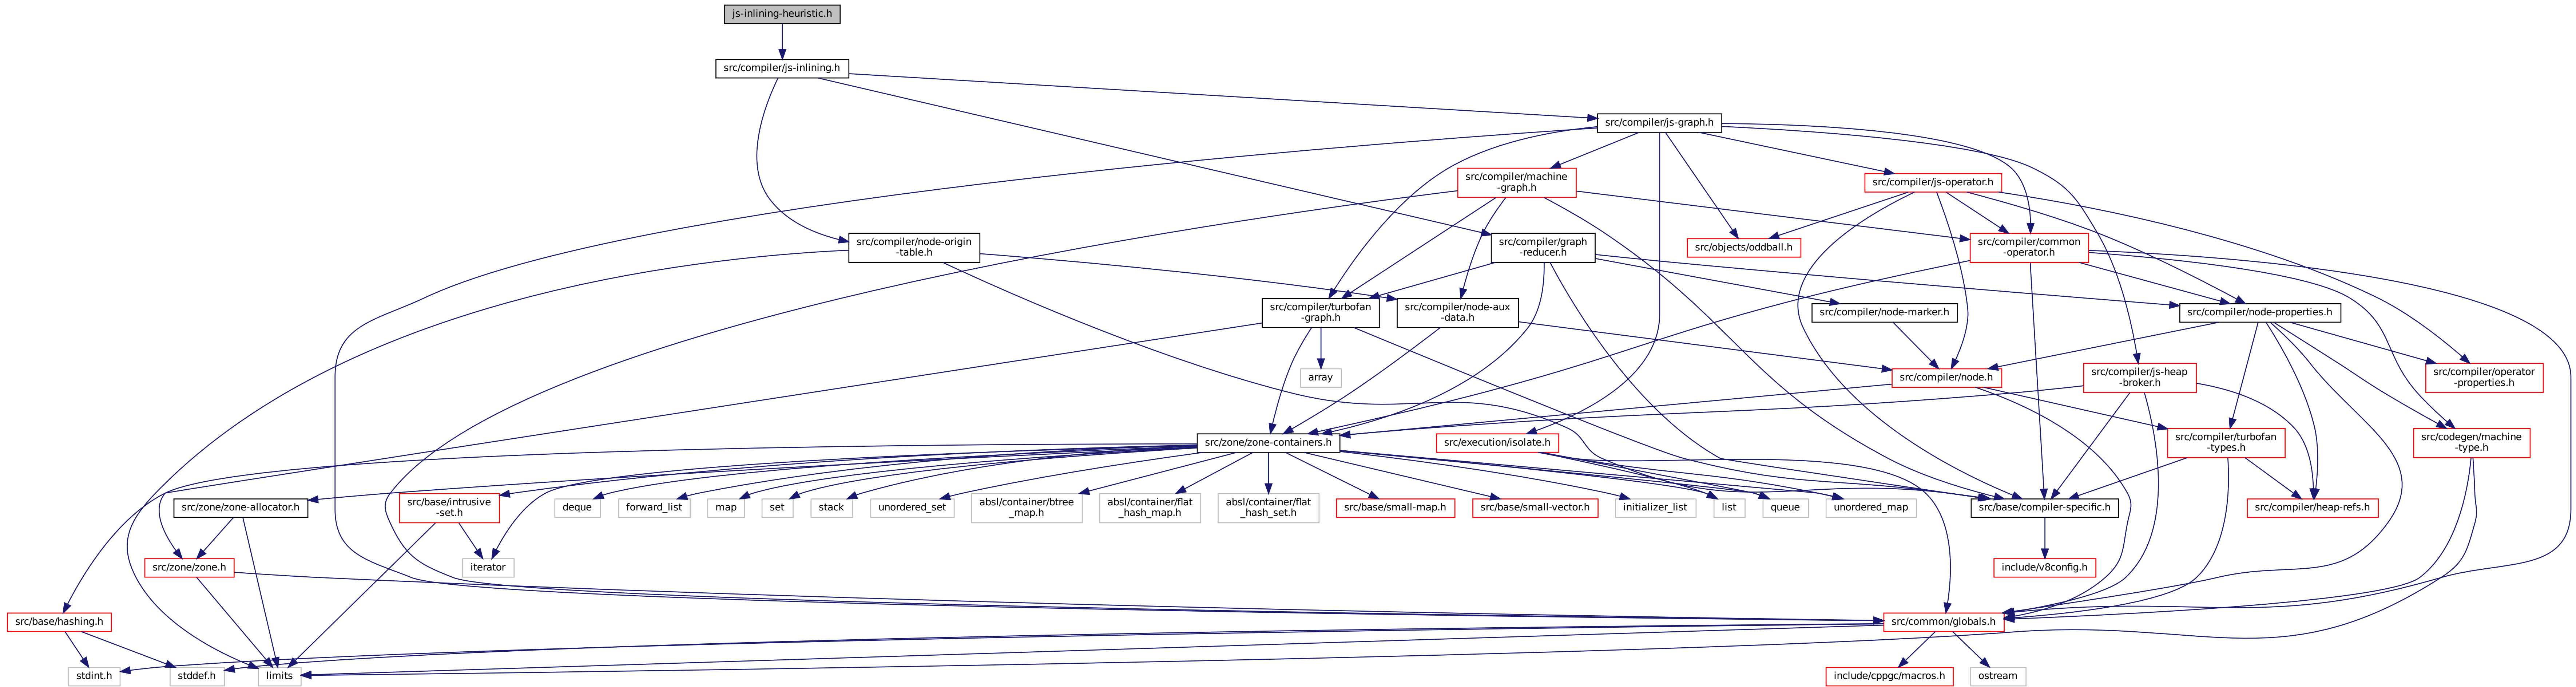 js-inlining-heuristic.h
src/compiler/js-inlining.h
src/compiler/js-graph.h
src/compiler/machine
-graph.h
src/compiler/js-operator.h
src/compiler/node-origin
-table.h
src/compiler/graph
-reducer.h
src/objects/oddball.h
src/compiler/common
-operator.h
src/compiler/turbofan
-graph.h
src/compiler/node-aux
-data.h
src/compiler/node-marker.h
src/compiler/node-properties.h
array
src/compiler/node.h
src/compiler/js-heap
-broker.h
src/compiler/operator
-properties.h
src/zone/zone-containers.h
src/execution/isolate.h
src/compiler/turbofan
-types.h
src/codegen/machine
-type.h
src/zone/zone-allocator.h
src/base/intrusive
-set.h
deque
forward_list
map
set
stack
unordered_set
absl/container/btree
_map.h
absl/container/flat
_hash_map.h
absl/container/flat
_hash_set.h
src/base/small-map.h
src/base/small-vector.h
initializer_list
list
queue
unordered_map
src/base/compiler-specific.h
src/compiler/heap-refs.h
src/zone/zone.h
iterator
include/v8config.h
src/base/hashing.h
src/common/globals.h
stdint.h
stddef.h
limits
include/cppgc/macros.h
ostream